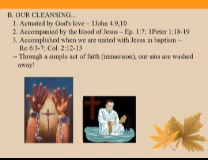 B. OUR CLEANSING...
1. Actuated by God's love – 1John 4:9,10
2. Accompanied by the blood of Jesus – Ep. 1:7; 1Peter 1:18-19
3. Accomplished when we are united with Jesus in baptism –
Ro 6:3-7; Col. 2:12-13
-- Through a simple act of faith (immersion), our sins are washed
away!